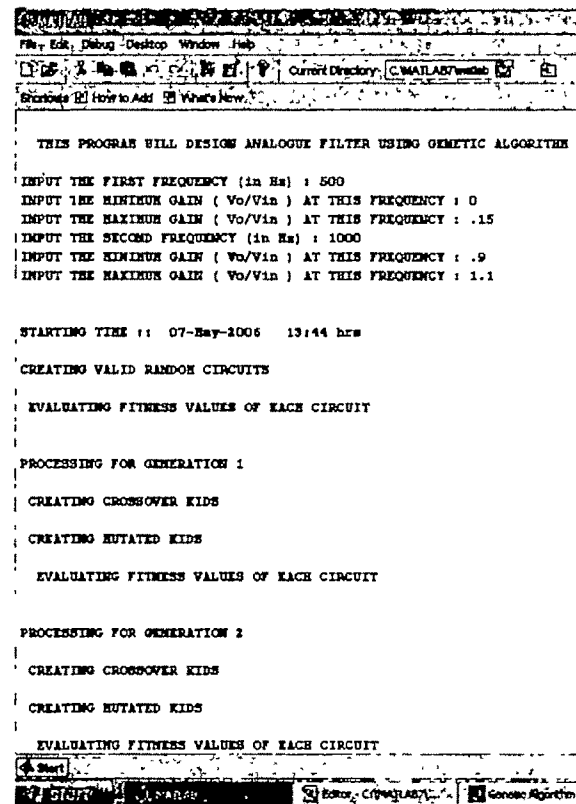 File Edit Debug Desktop Window Help
Current Directory: C:\MATLAB7\weelab
Shortcuts How to Add What's New
THIS PROGRAM WILL DESIGN ANALOGUE FILTER USING GENETIC ALGORITHM
INPUT THE FIRST FREQUENCY (in Hz) : 500
INPUT THE MINIMUM GAIN ( Vo/Vin ) AT THIS FREQUENCY : 0
INPUT THE MAXIMUM GAIN ( Vo/Vin ) AT THIS FREQUENCY : .15
INPUT THE SECOND FREQUENCY (in Hz) : 1000
INPUT THE MINIMUM GAIN ( Vo/Vin ) AT THIS FREQUENCY : .9
INPUT THE MAXIMUM GAIN ( Vo/Vin ) AT THIS FREQUENCY : 1.1
STARTING TIME :: 07-May-2006 13:44 hrs
CREATING VALID RANDOM CIRCUITS
EVALUATING FITNESS VALUES OF EACH CIRCUIT
PROCESSING FOR GENERATION 1
CREATING CROSSOVER KIDS
CREATING MUTATED KIDS
EVALUATING FITNESS VALUES OF EACH CIRCUIT
PROCESSING FOR GENERATION 2
CREATING CROSSOVER KIDS
CREATING MUTATED KIDS
EVALUATING FITNESS VALUES OF EACH CIRCUIT
Start
Editor - C:\MATLAB7\... Genetic Algorithm